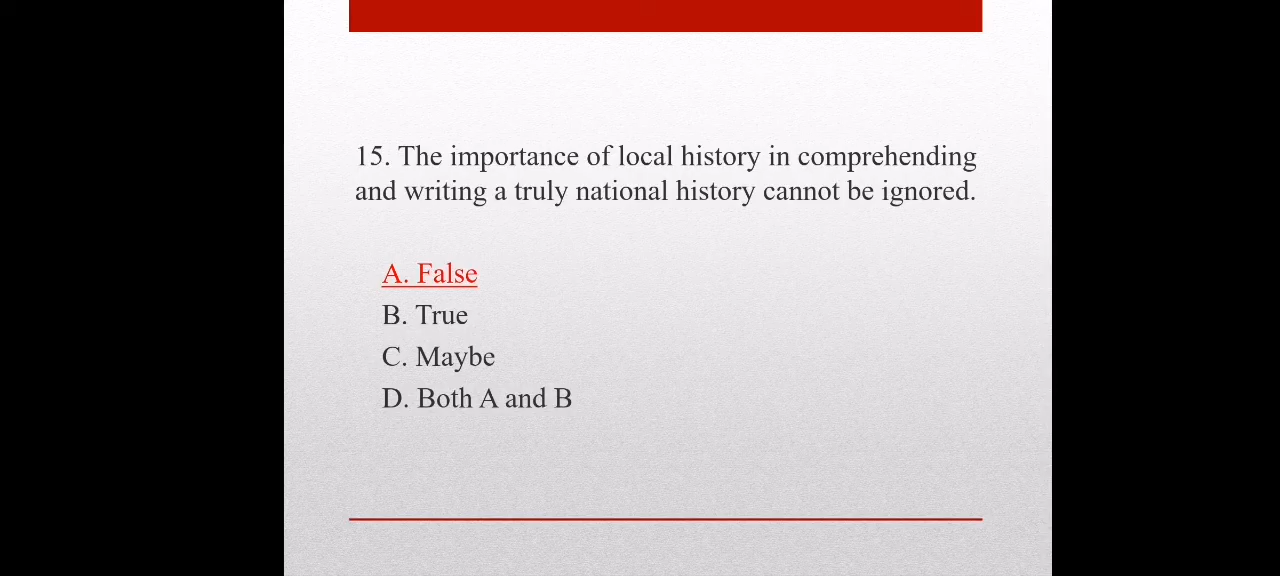 15. The importance of local history in comprehending
and writing a truly national history cannot be ignored.
A. False
B. True
C. Maybe
D. Both A and B